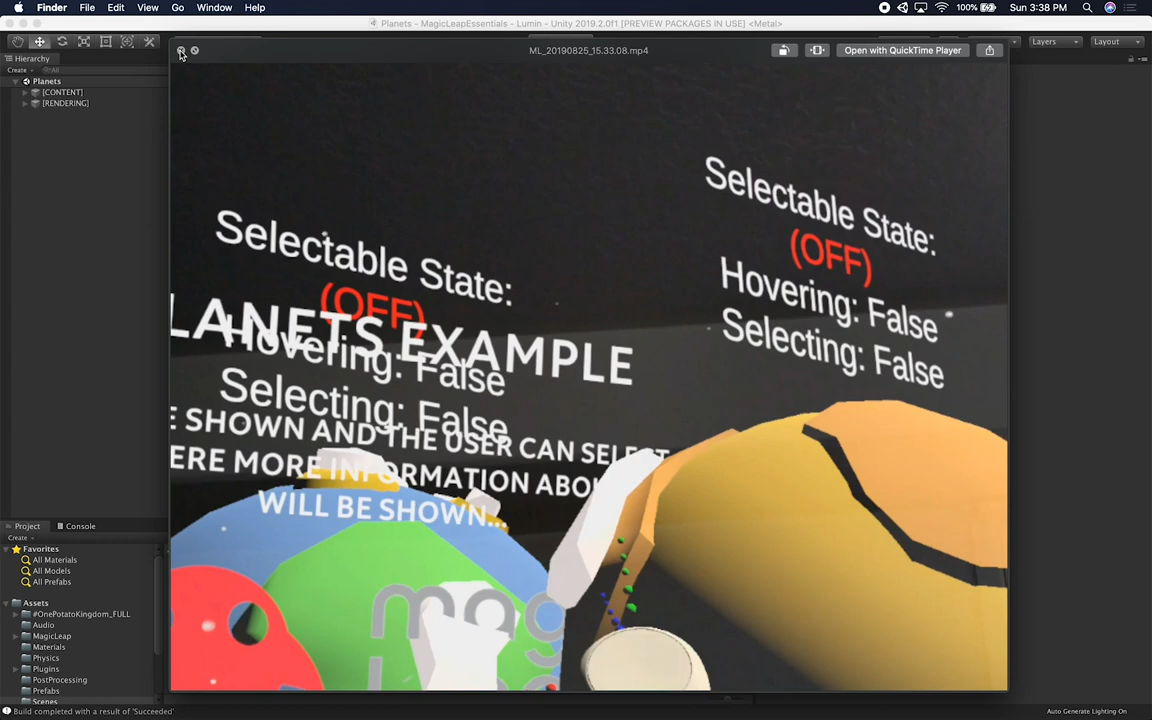 Finder File Edit View Go Window Help
100% Sun 3:38 PM
Planets - MagicLeapEssentials - Lumin - Unity 2019.2.0f1 [PREVIEW PACKAGES IN USE] <Metal>
Layers Layout
Hierarchy
Create All
Planets
[CONTENT]
[RENDERING]
ML_20190825_15.33.08.mp4
Open with QuickTime Player
Selectable State:
(OFF)
Hovering: False
Selecting: False
Selectable State:
(OFF)
Hovering: False
Selecting: False
LANETS EXAMPLE
E SHOWN AND THE USER CAN SELECT
ERE MORE INFORMATION ABOU
WILL BE SHOWN...
mag
Project Console
Create
Favorites
All Materials
All Models
All Prefabs
Assets
#OnePotatoKingdom_FULL
Audio
MagicLeap
Materials
Physics
Plugins
PostProcessing
Prefabs
Scenes
Build completed with a result of 'Succeeded'
Auto Generate Lighting On